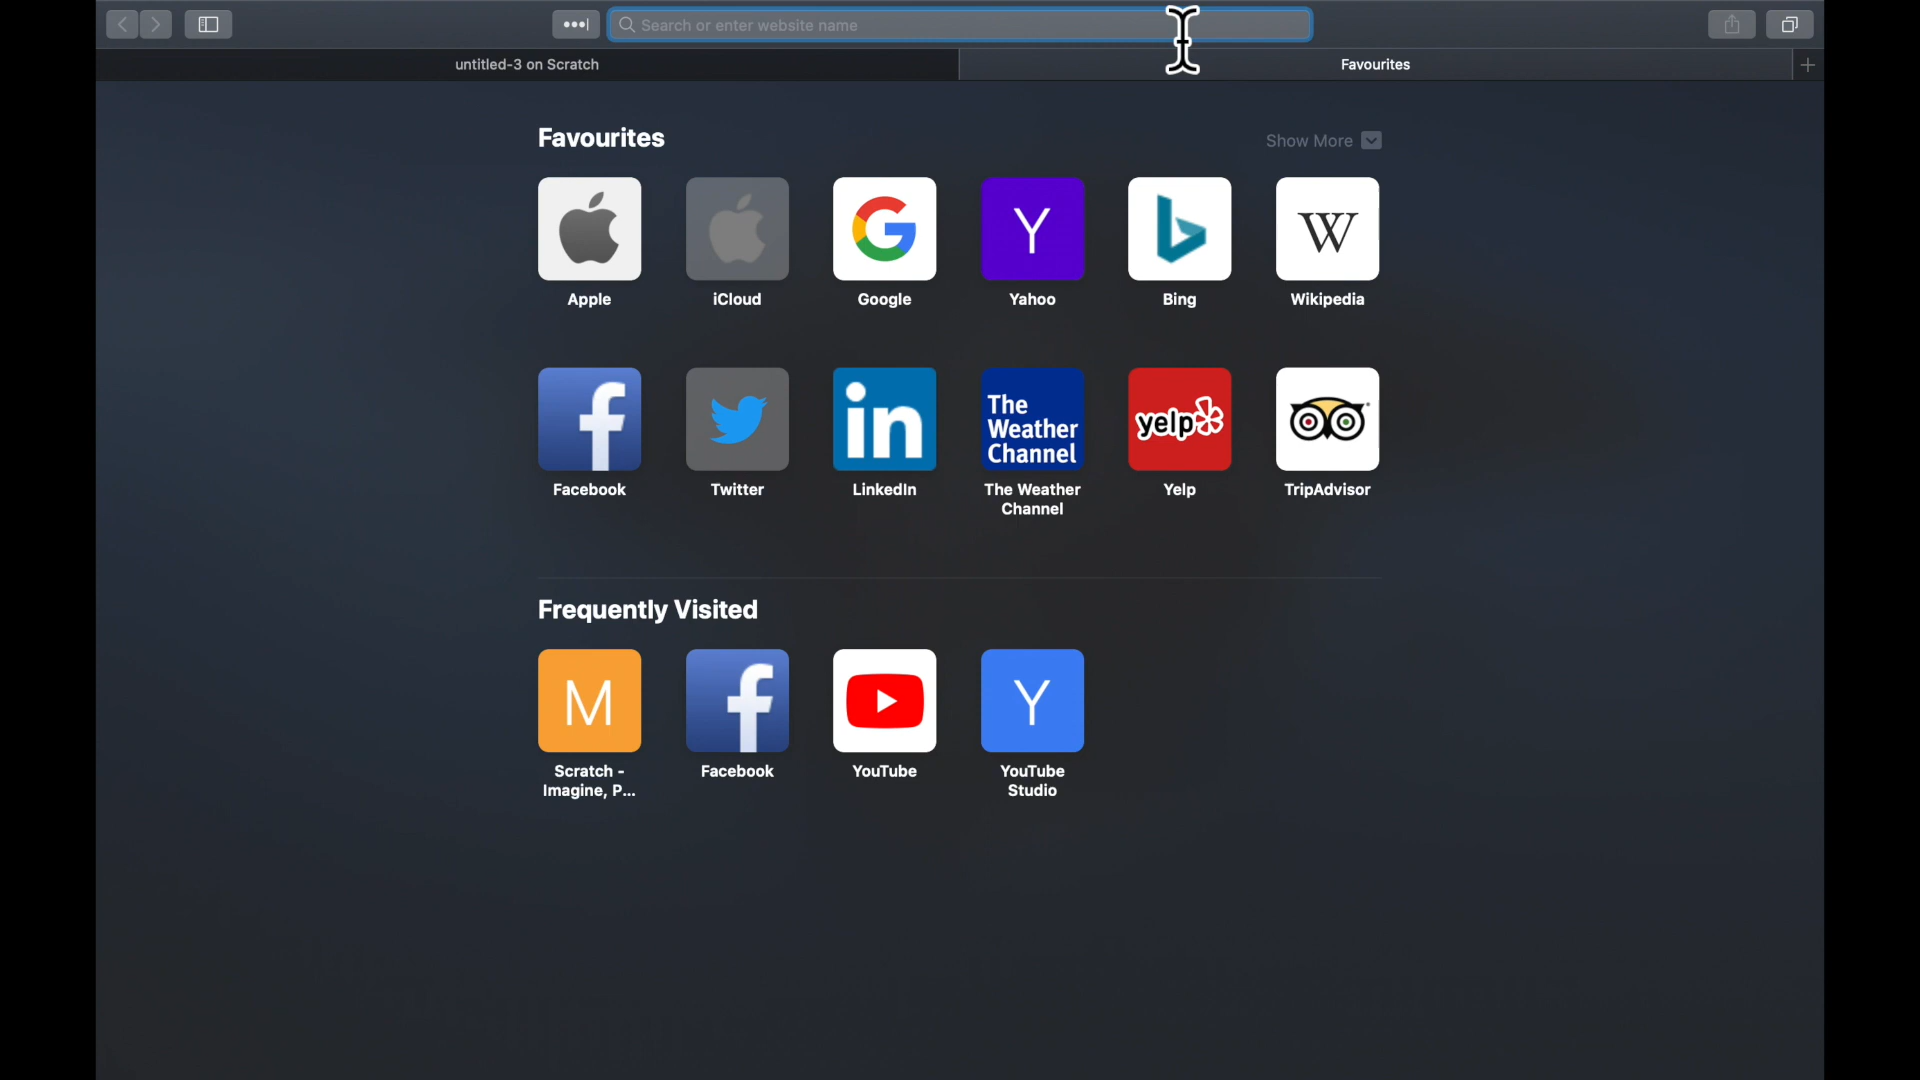 Search or enter website name
untitled-3 on Scratch
Favourites
Favourites
Show More
Y
W
Apple
iCloud
Google
Yahoo
Bing
Wikipedia
f
in
The
Weather
Channel
yelp
Facebook
Twitter
LinkedIn
The Weather
Channel
Yelp
TripAdvisor
Frequently Visited
M
f
Y
Scratch -
Imagine, P...
Facebook
YouTube
YouTube
Studio